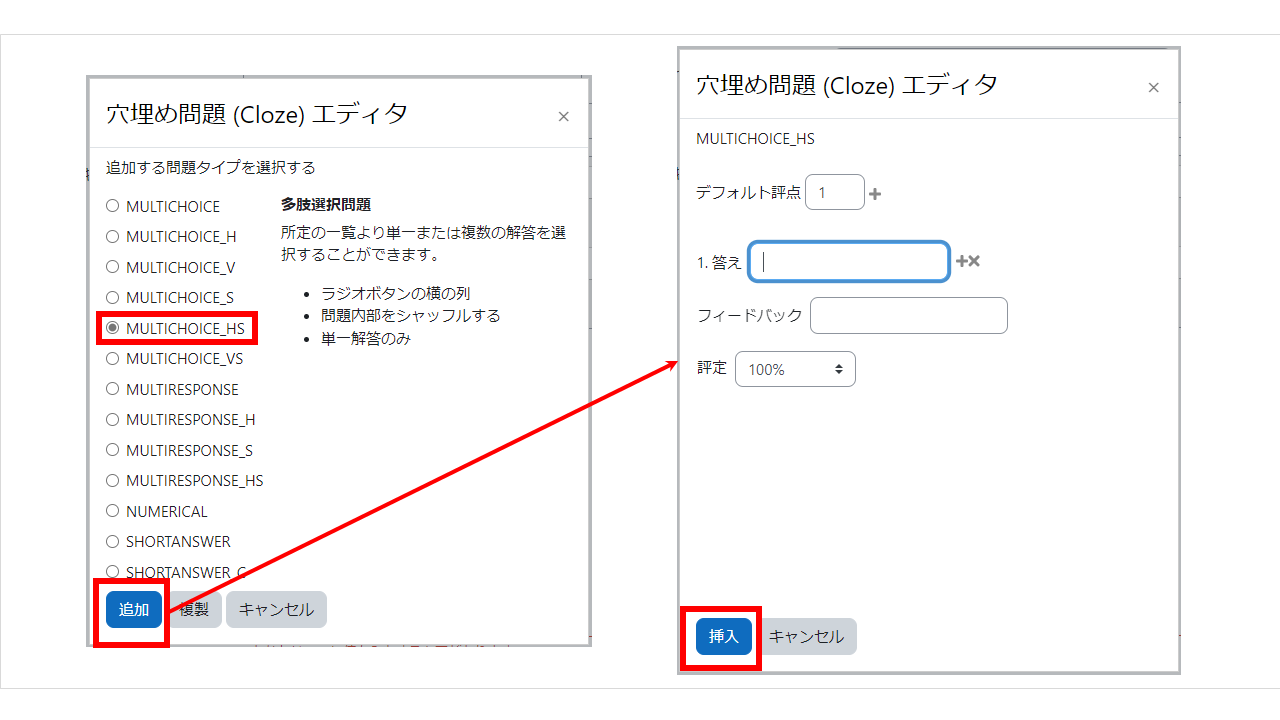 穴埋め問題 (Cloze) エディタ
×
追加する問題タイプを選択する
MULTICHOICE
MULTICHOICE_H
MULTICHOICE_V
MULTICHOICE_S
MULTICHOICE_HS
MULTICHOICE_VS
MULTIRESPONSE
MULTIRESPONSE_H
MULTIRESPONSE_S
MULTIRESPONSE_HS
NUMERICAL
SHORTANSWER
SHORTANSWER_C
多肢選択問題
所定の一覧より単一または複数の解答を選
択することができます。
• ラジオボタンの横の列
• 問題内部をシャッフルする
• 単一解答のみ
追加 複製 キャンセル
穴埋め問題 (Cloze) エディタ
×
MULTICHOICE_HS
デフォルト評点 1
1. 答え
フィードバック
評定 100%
挿入 キャンセル